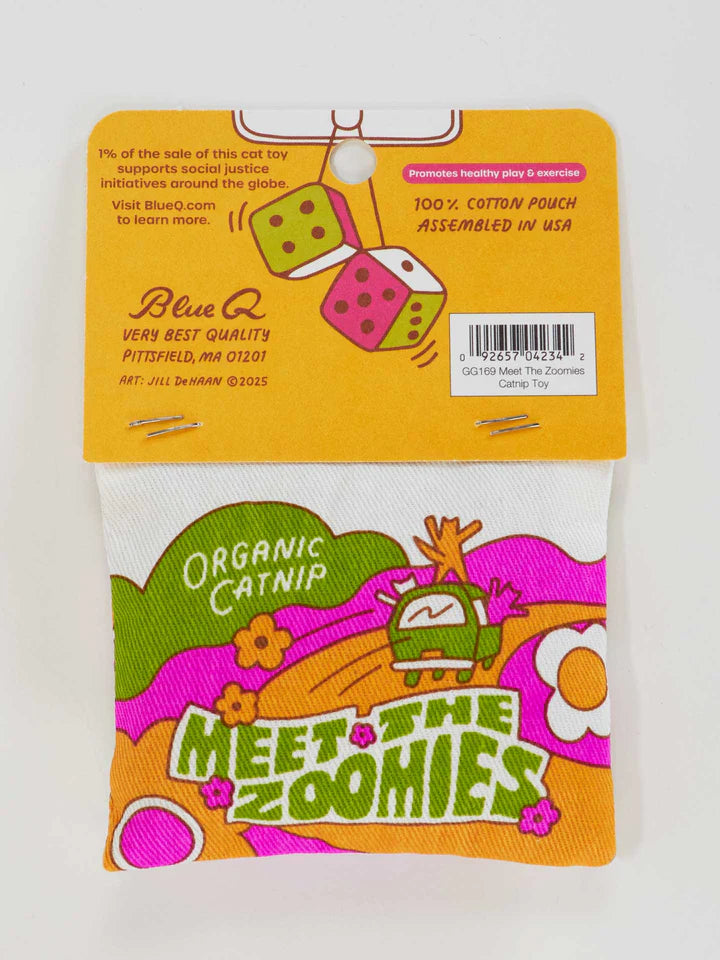 1% of the sale of this cat toy
supports social justice
initiatives around the globe.
Visit BlueQ.com
to learn more.
Promotes healthy play & exercise
100% COTTON POUCH
ASSEMBLED IN USA
Blue Q
VERY BEST QUALITY
PITTSFIELD, MA 01201
ART: JILL DeHAAN ©2025
0 92657 04234 2
GG169 Meet The Zoomies
Catnip Toy
ORGANIC
CATNIP
MEET THE
ZOOMIES